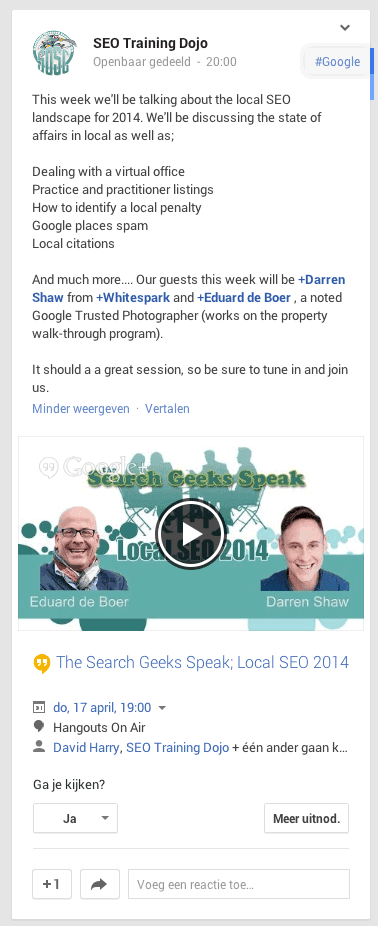 SEO Training Dojo
Openbaar gedeeld - 20:00
#Google
This week we'll be talking about the local SEO
landscape for 2014. We'll be discussing the state of
affairs in local as well as;
Dealing with a virtual office
Practice and practitioner listings
How to identify a local penalty
Google places spam
Local citations
And much more.... Our guests this week will be +Darren
Shaw from +Whitespark and +Eduard de Boer , a noted
Google Trusted Photographer (works on the property
walk-through program).
It should a a great session, so be sure to tune in and join
us.
Minder weergeven · Vertalen
Google+
Search Geeks Speak
Local SEO 2014
Eduard de Boer
Darren Shaw
The Search Geeks Speak; Local SEO 2014
31
do, 17 april, 19:00
Hangouts On Air
David Harry, SEO Training Dojo + één ander gaan k...
Ga je kijken?
Ja
Meer uitnod.
+1
Voeg een reactie toe...